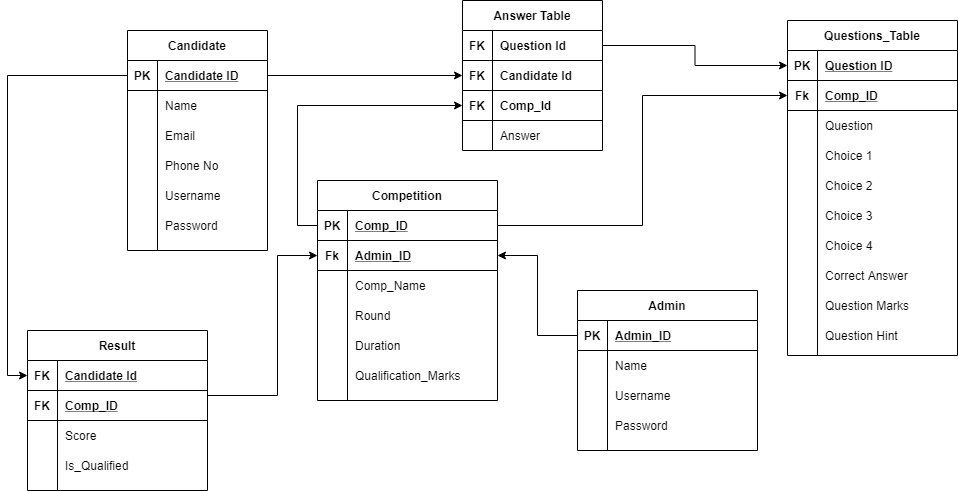 Candidate
PK Candidate ID
Name
Email
Phone No
Username
Password
Answer Table
FK Question Id
FK Candidate Id
FK Comp_Id
Answer
Questions_Table
PK Question ID
Fk Comp_ID
Question
Choice 1
Choice 2
Choice 3
Choice 4
Correct Answer
Question Marks
Question Hint
Competition
PK Comp_ID
Fk Admin_ID
Comp_Name
Round
Duration
Qualification_Marks
Admin
PK Admin_ID
Name
Username
Password
Result
FK Candidate Id
FK Comp_ID
Score
Is_Qualified